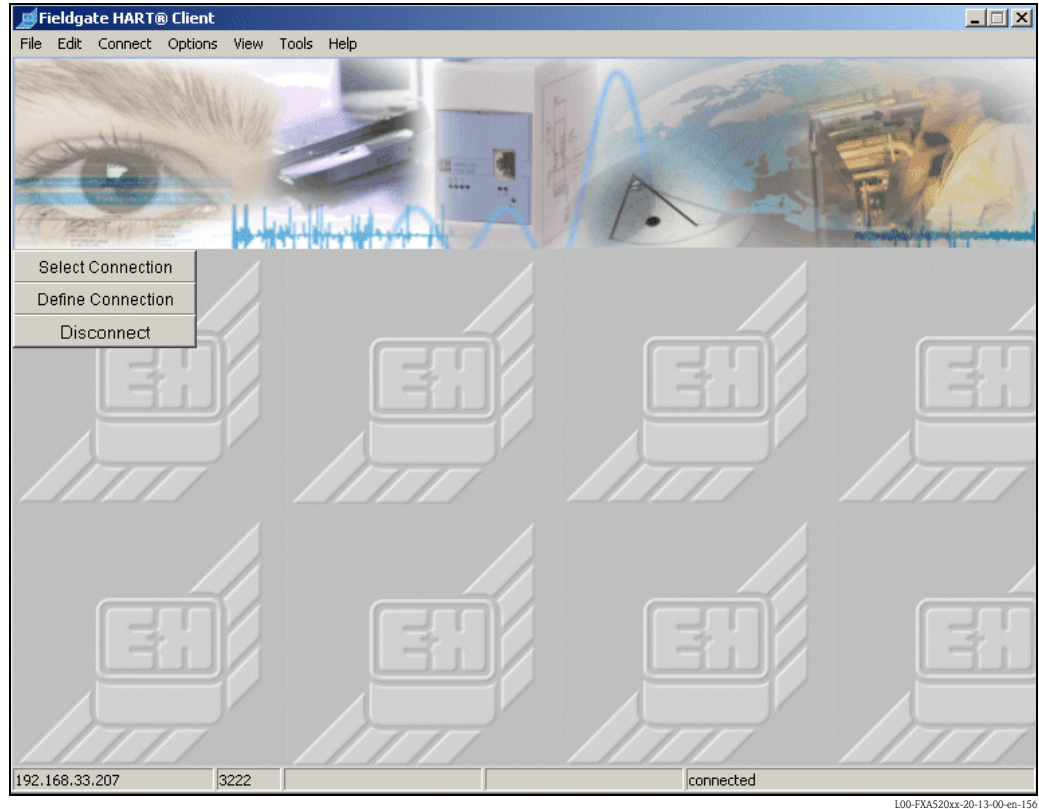 Fieldgate HART® Client
File Edit Connect Options View Tools Help
Select Connection
Define Connection
Disconnect
E+H E+H E+H E+H
E+H E+H E+H E+H
192.168.33.207 3222 connected
L00-FXA520xx-20-13-00-en-156